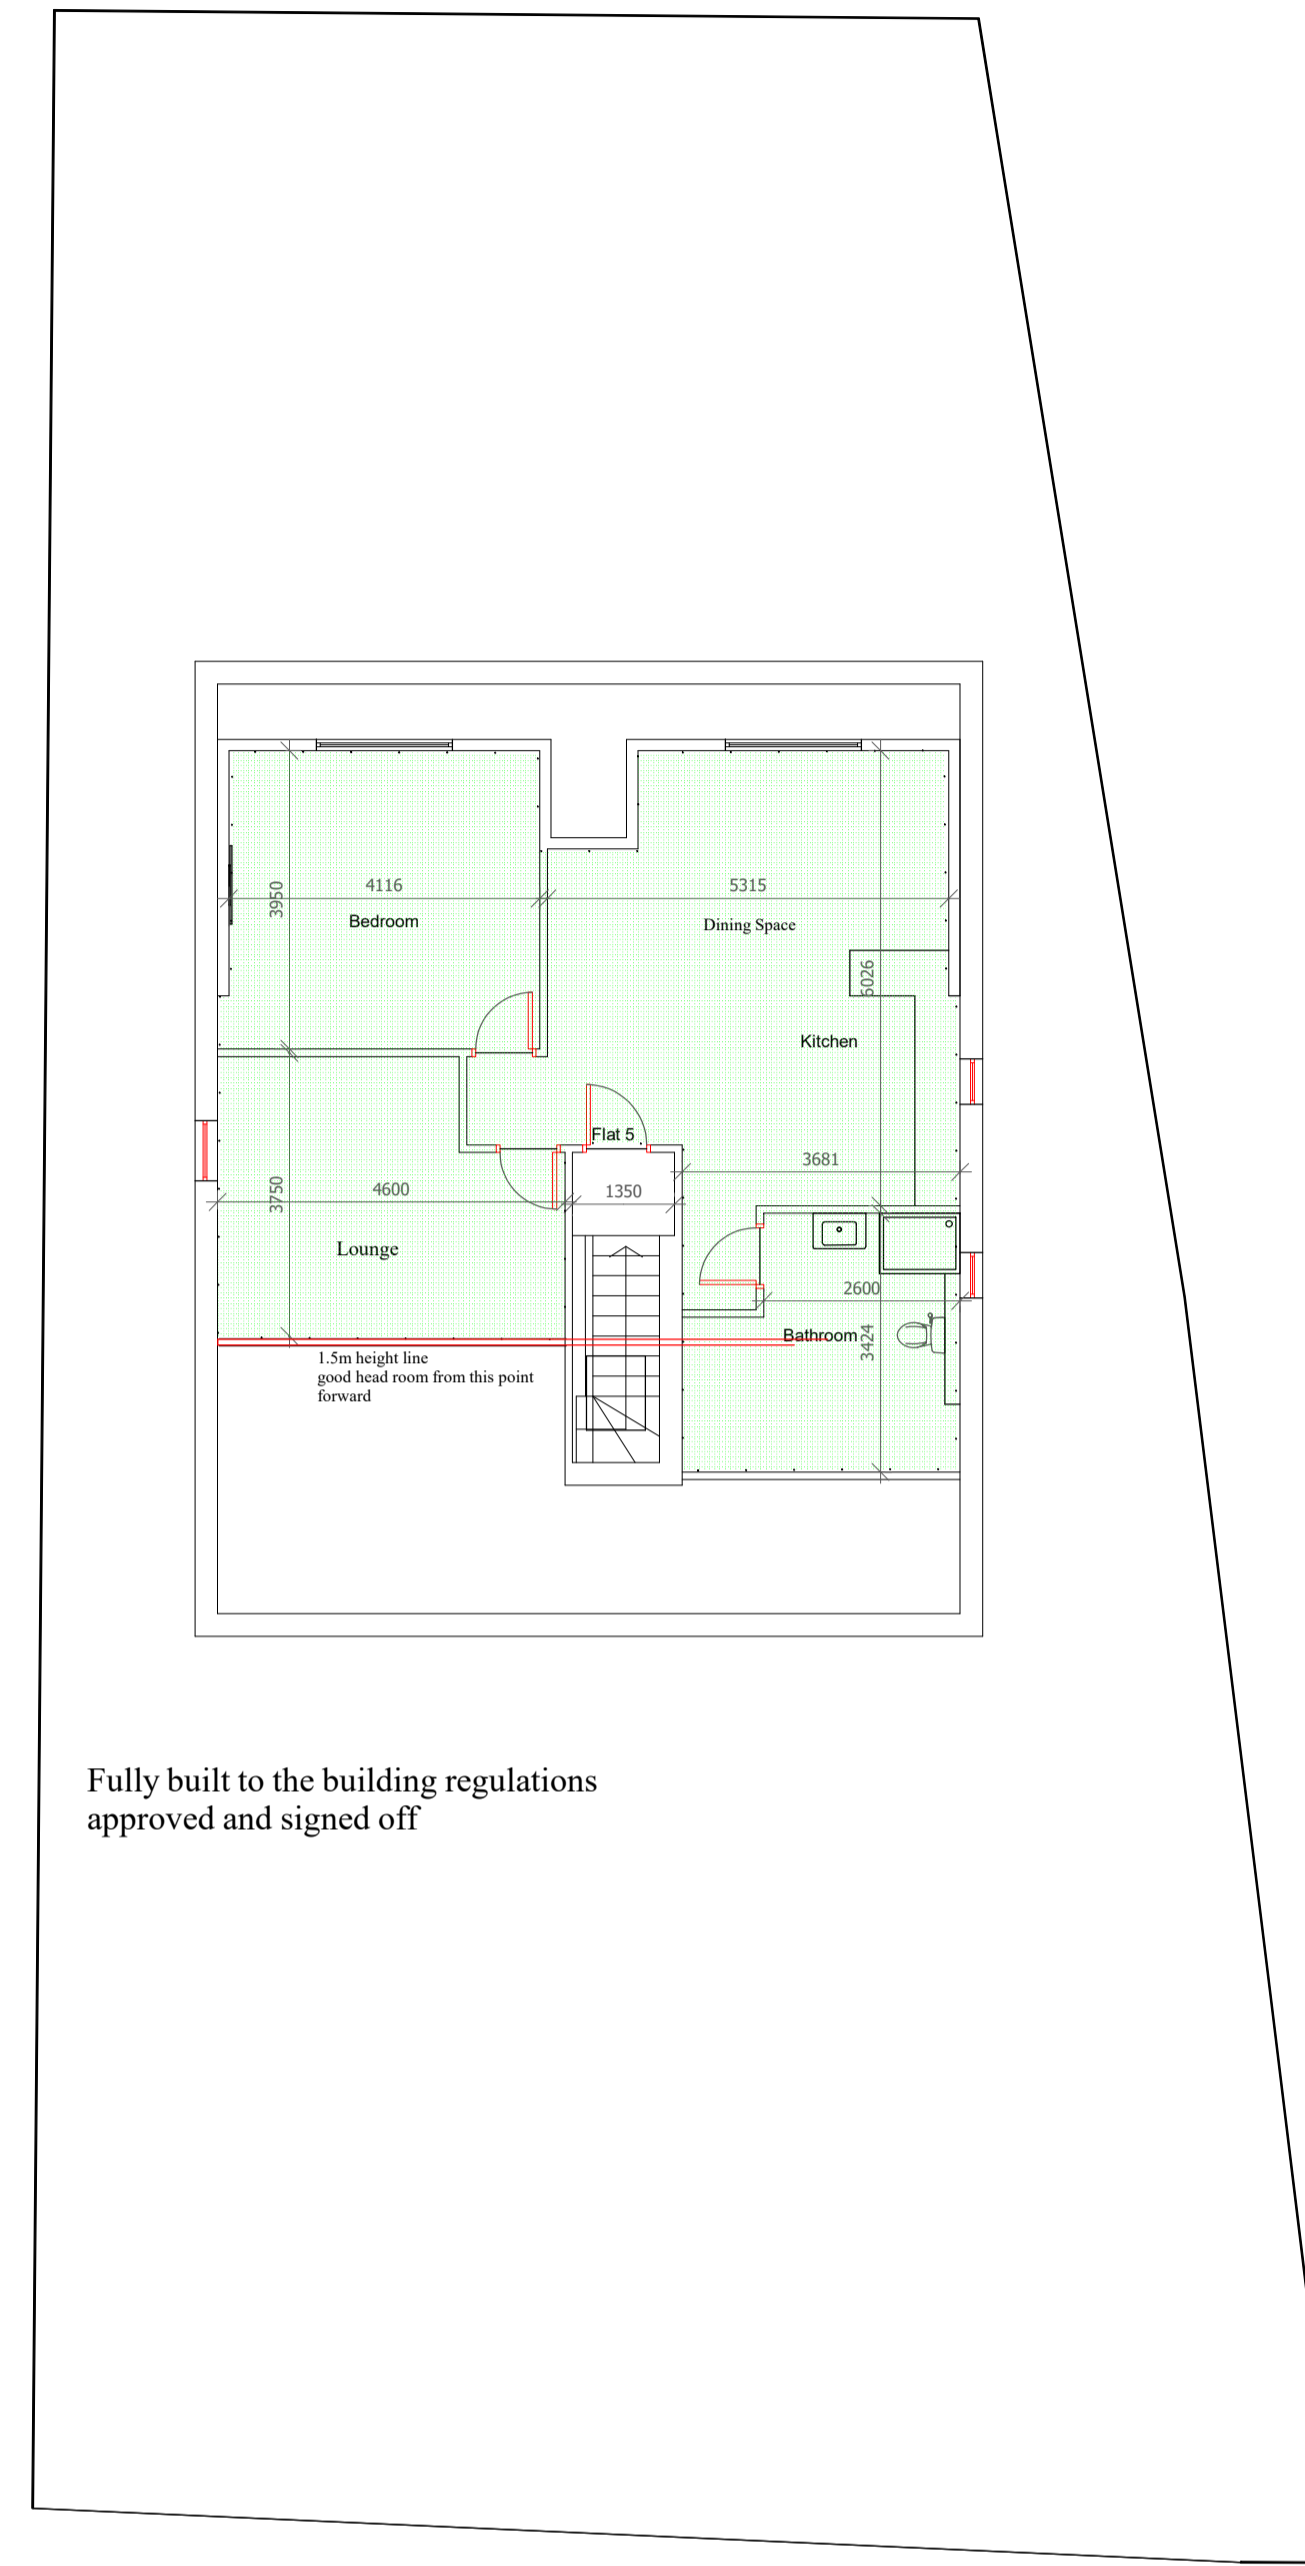 4116
5315
3950
Bedroom
Dining Space
6026
Kitchen
Flat 5
3681
4600
1350
3750
Lounge
2600
Bathroom
3424
1.5m height line
good head room from this point
forward
Fully built to the building regulations
approved and signed off